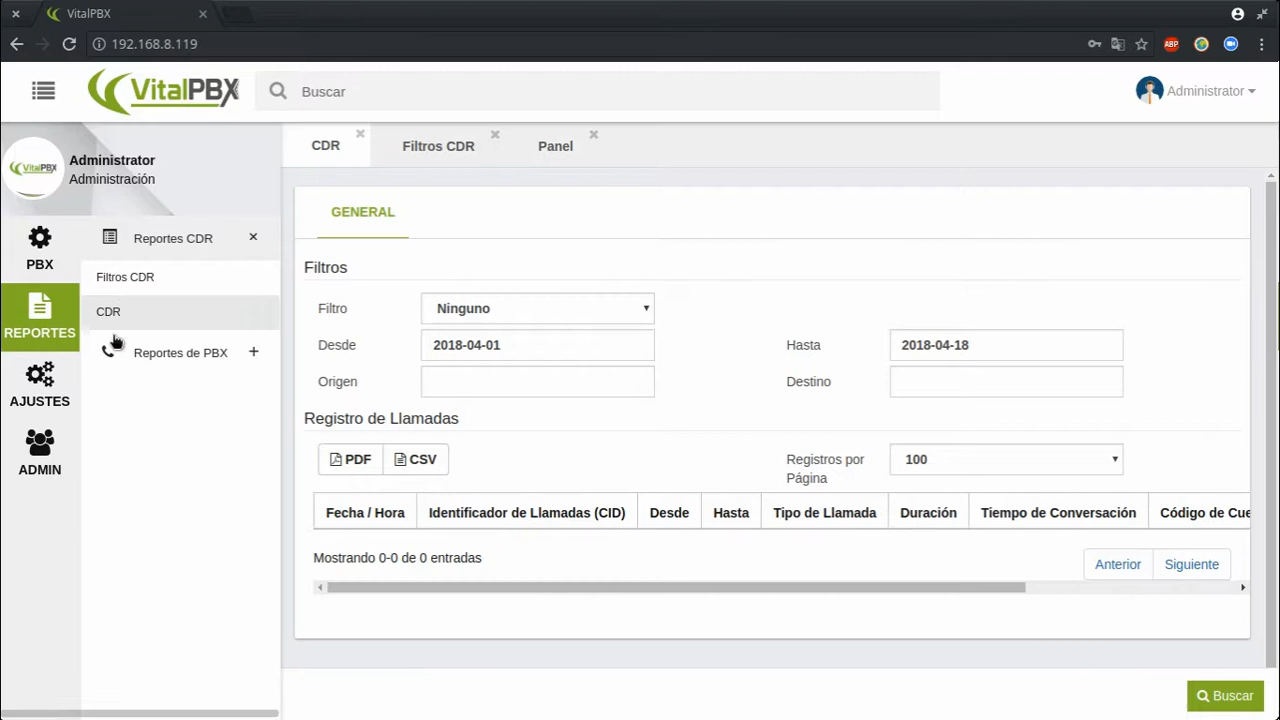 VitalPBX
192.168.8.119
ABP
VitalPBX
Buscar
Administrator
VitalPBX
Administrator
Administración
PBX
REPORTES
AJUSTES
ADMIN
Reportes CDR
Filtros CDR
CDR
Reportes de PBX
CDR
Filtros CDR
Panel
GENERAL
Filtros
Filtro
Ninguno
Desde
2018-04-01
Hasta
2018-04-18
Origen
Destino
Registro de Llamadas
PDF
CSV
Registros por
Página
100
Fecha / Hora
Identificador de Llamadas (CID)
Desde
Hasta
Tipo de Llamada
Duración
Tiempo de Conversación
Código de Cue
Mostrando 0-0 de 0 entradas
Anterior
Siguiente
Buscar